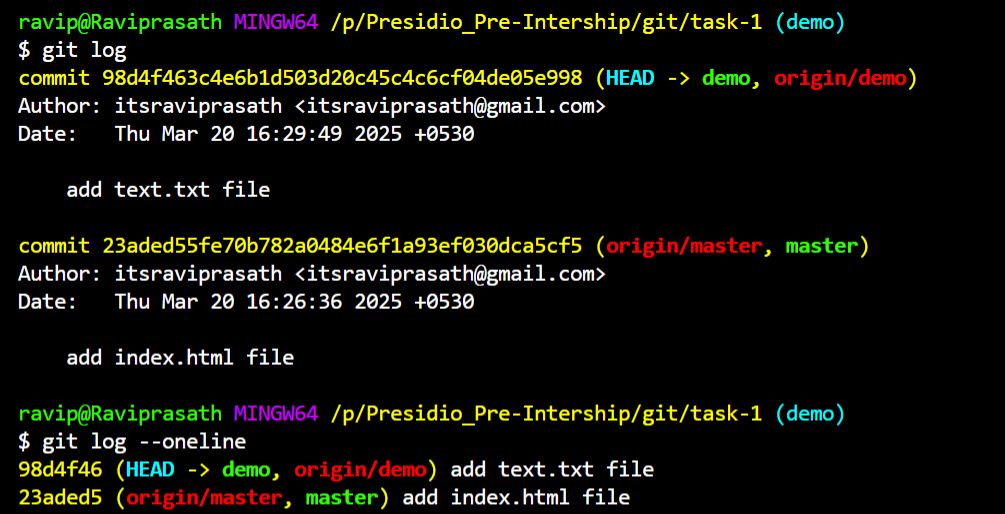 ravip@Raviprasath MINGW64 /p/Presidio_Pre-Intership/git/task-1 (demo)
$ git log
commit 98d4f463c4e6b1d503d20c45c4c6cf04de05e998 (HEAD -> demo, origin/demo)
Author: itsraviprasath <itsraviprasath@gmail.com>
Date:   Thu Mar 20 16:29:49 2025 +0530
    add text.txt file
commit 23aded55fe70b782a0484e6f1a93ef030dca5cf5 (origin/master, master)
Author: itsraviprasath <itsraviprasath@gmail.com>
Date:   Thu Mar 20 16:26:36 2025 +0530
    add index.html file
ravip@Raviprasath MINGW64 /p/Presidio_Pre-Intership/git/task-1 (demo)
$ git log --oneline
98d4f46 (HEAD -> demo, origin/demo) add text.txt file
23aded5 (origin/master, master) add index.html file